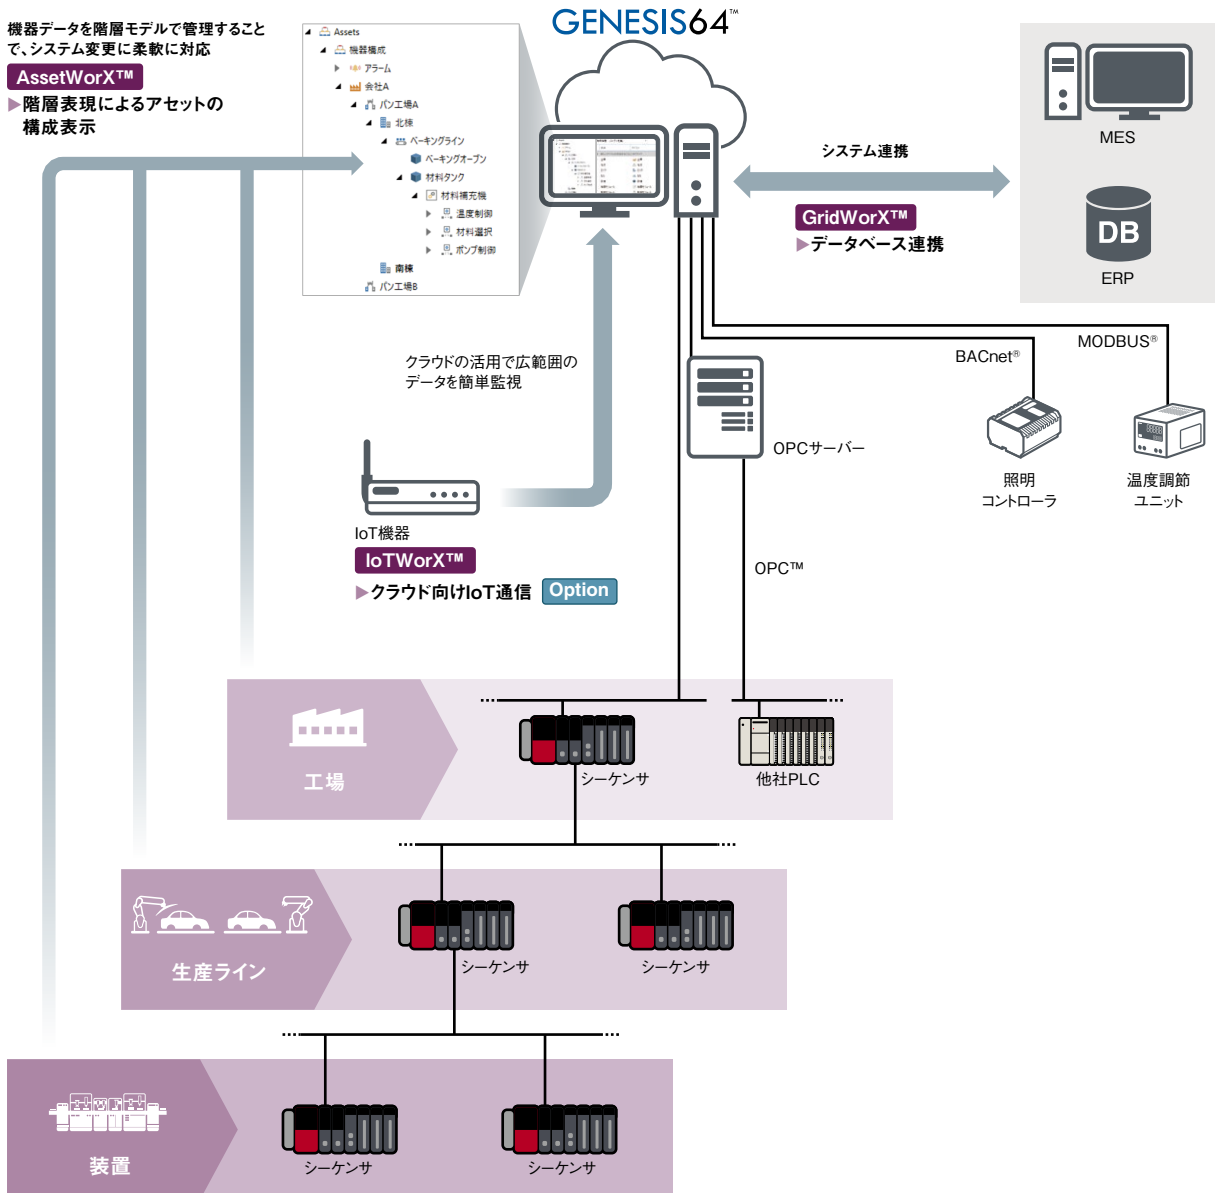 GENESIS64™
機器データを階層モデルで管理すること
で、システム変更に柔軟に対応
AssetWorX™
▶階層表現によるアセットの
構成表示
Assets
機器構成
アラーム
会社A
パン工場A
北棟
ベーキングライン
ベーキングオーブン
材料タンク
材料補充機
温度制御
材料選択
ポンプ制御
南棟
パン工場B
システム連携
GridWorX™
▶データベース連携
MES
DB
ERP
クラウドの活用で広範囲の
データを簡単監視
BACnet®
MODBUS®
OPCサーバー
照明
コントローラ
温度調節
ユニット
IoT機器
IoTWorX™
▶クラウド向けIoT通信 Option
OPC™
工場
シーケンサ
他社PLC
生産ライン
シーケンサ
シーケンサ
装置
シーケンサ
シーケンサ